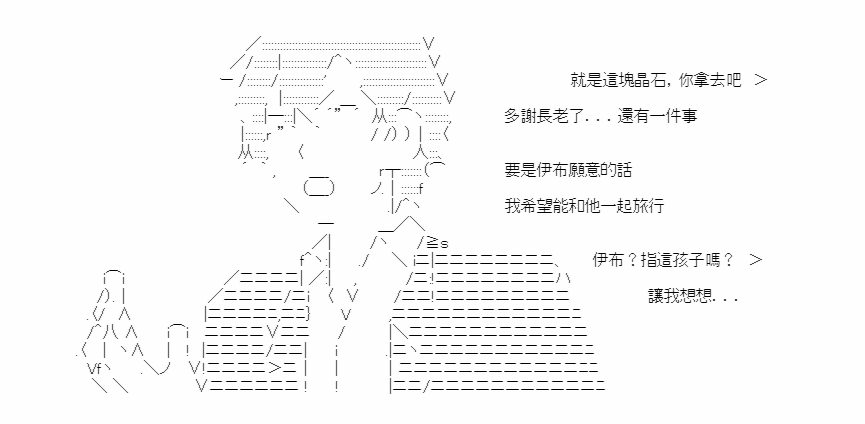 就是這塊晶石，你拿去吧　＞
多謝長老了．．．還有一件事
要是伊布願意的話
我希望能和他一起旅行
伊布？指這孩子嗎？　＞
讓我想想．．．